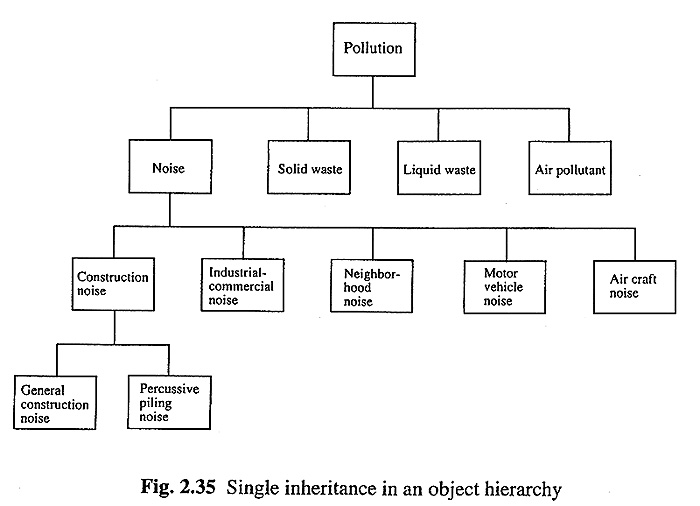 Pollution
Noise
Solid waste
Liquid waste
Air pollutant
Construction
noise
Industrial-
commercial
noise
Neighbor-
hood
noise
Motor
vehicle
noise
Air craft
noise
General
construction
noise
Percussive
piling
noise
Fig. 2.35 Single inheritance in an object hierarchy